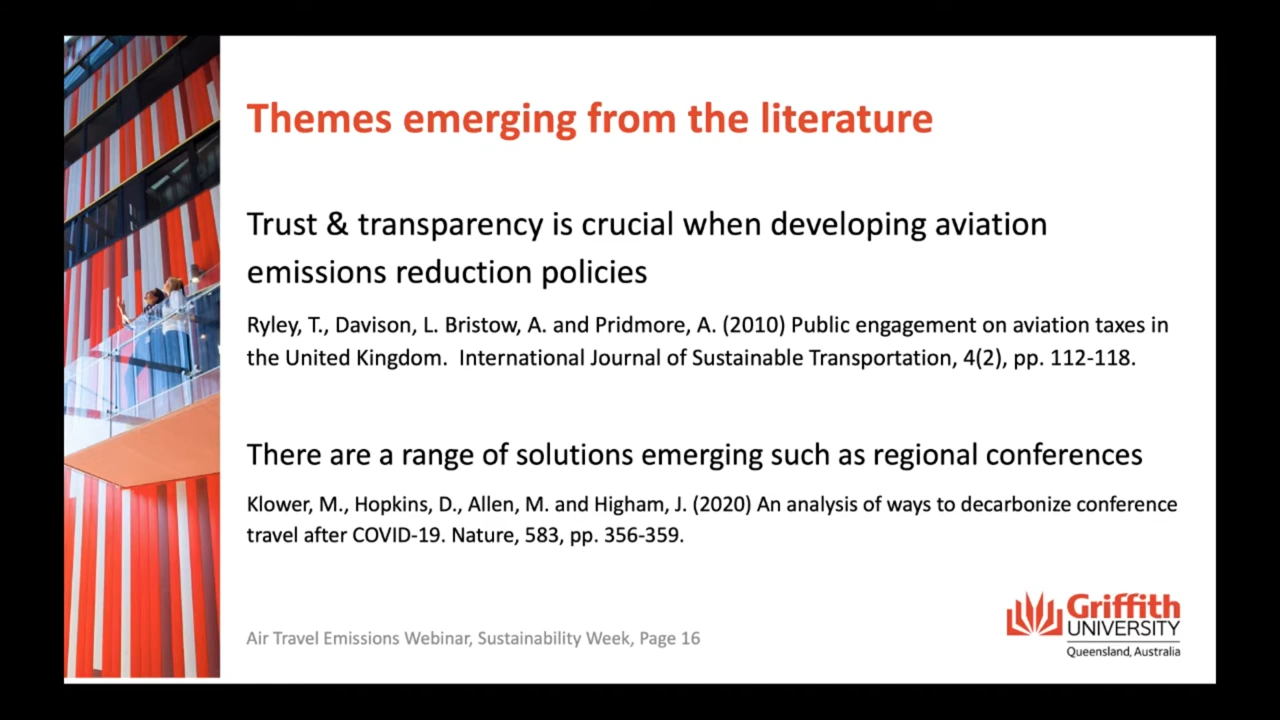 Themes emerging from the literature
Trust & transparency is crucial when developing aviation
emissions reduction policies
Ryley, T., Davison, L. Bristow, A. and Pridmore, A. (2010) Public engagement on aviation taxes in
the United Kingdom.  International Journal of Sustainable Transportation, 4(2), pp. 112-118.
There are a range of solutions emerging such as regional conferences
Klower, M., Hopkins, D., Allen, M. and Higham, J. (2020) An analysis of ways to decarbonize conference
travel after COVID-19. Nature, 583, pp. 356-359.
Air Travel Emissions Webinar, Sustainability Week, Page 16
Griffith
UNIVERSITY
Queensland, Australia